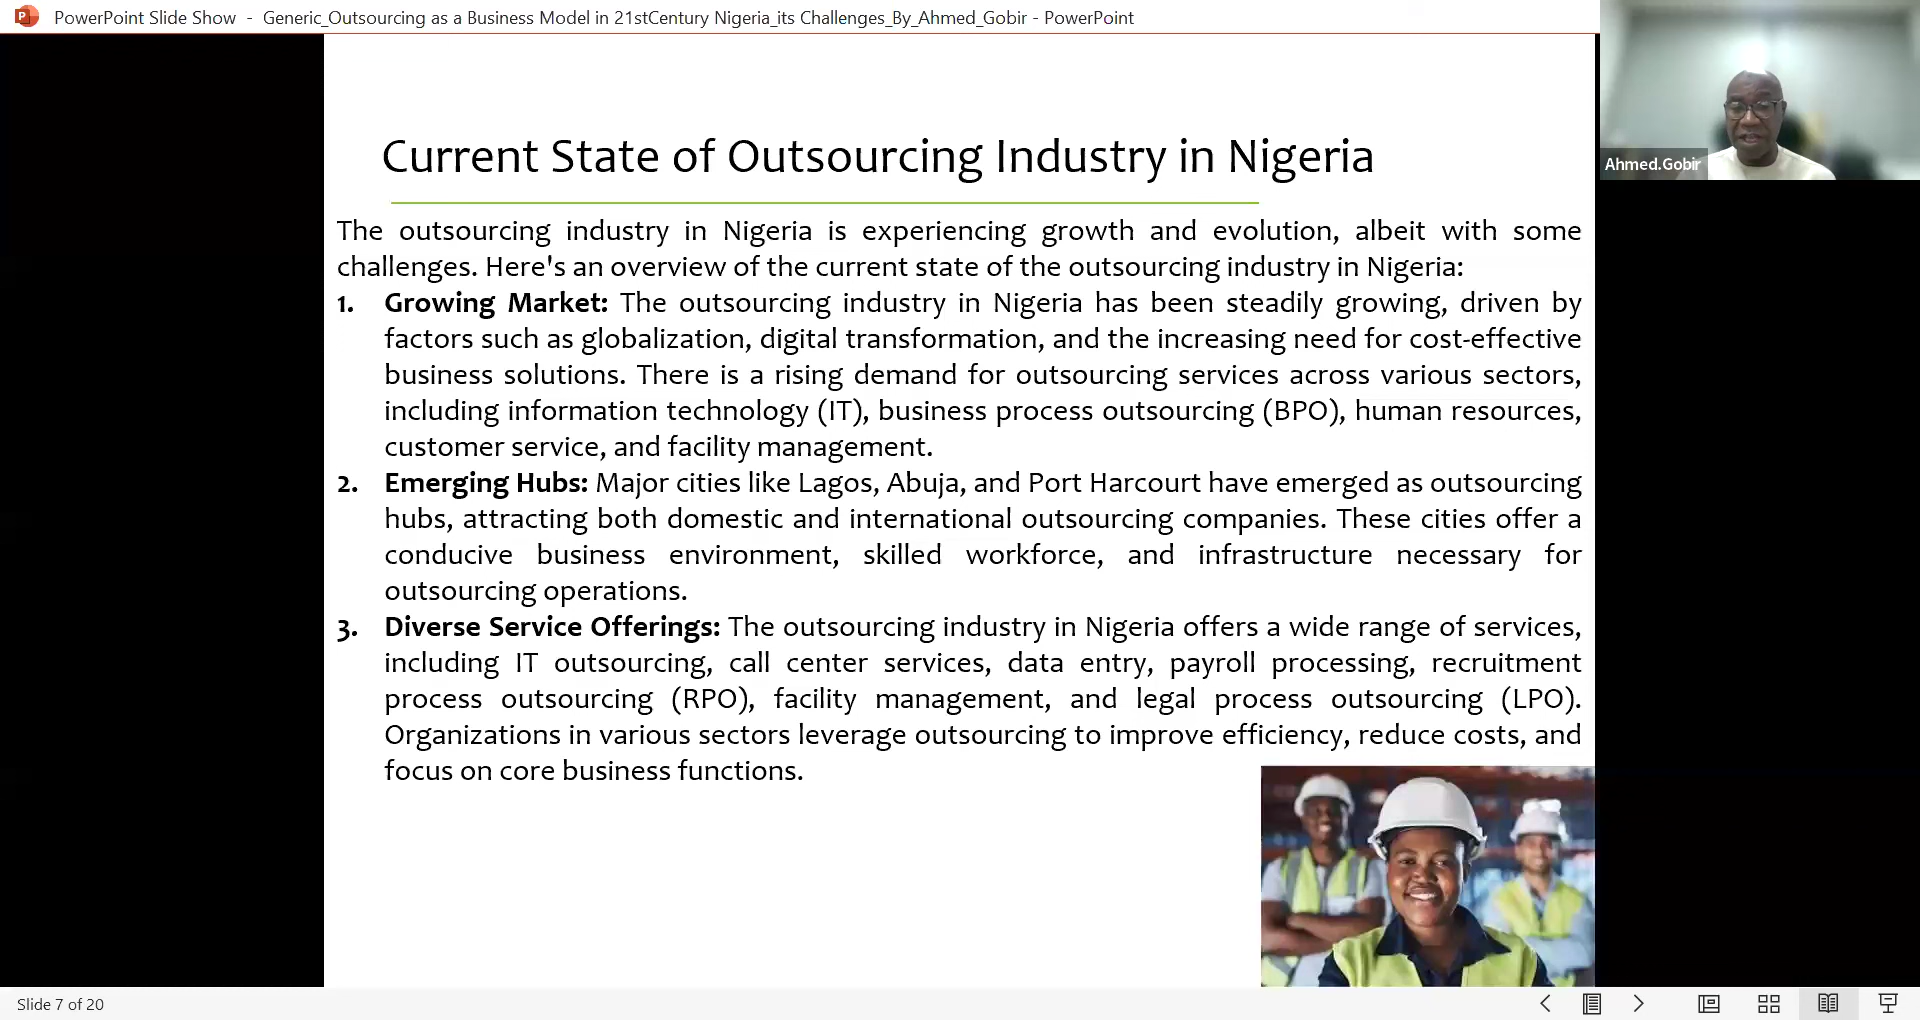 PowerPoint Slide Show - Generic_Outsourcing as a Business Model in 21stCentury Nigeria_its Challenges_By_Ahmed_Gobir - PowerPoint
Ahmed.Gobir
Current State of Outsourcing Industry in Nigeria
The outsourcing industry in Nigeria is experiencing growth and evolution, albeit with some
challenges. Here's an overview of the current state of the outsourcing industry in Nigeria:
1. Growing Market: The outsourcing industry in Nigeria has been steadily growing, driven by
factors such as globalization, digital transformation, and the increasing need for cost-effective
business solutions. There is a rising demand for outsourcing services across various sectors,
including information technology (IT), business process outsourcing (BPO), human resources,
customer service, and facility management.
2. Emerging Hubs: Major cities like Lagos, Abuja, and Port Harcourt have emerged as outsourcing
hubs, attracting both domestic and international outsourcing companies. These cities offer a
conducive business environment, skilled workforce, and infrastructure necessary for
outsourcing operations.
3. Diverse Service Offerings: The outsourcing industry in Nigeria offers a wide range of services,
including IT outsourcing, call center services, data entry, payroll processing, recruitment
process outsourcing (RPO), facility management, and legal process outsourcing (LPO).
Organizations in various sectors leverage outsourcing to improve efficiency, reduce costs, and
focus on core business functions.
Slide 7 of 20